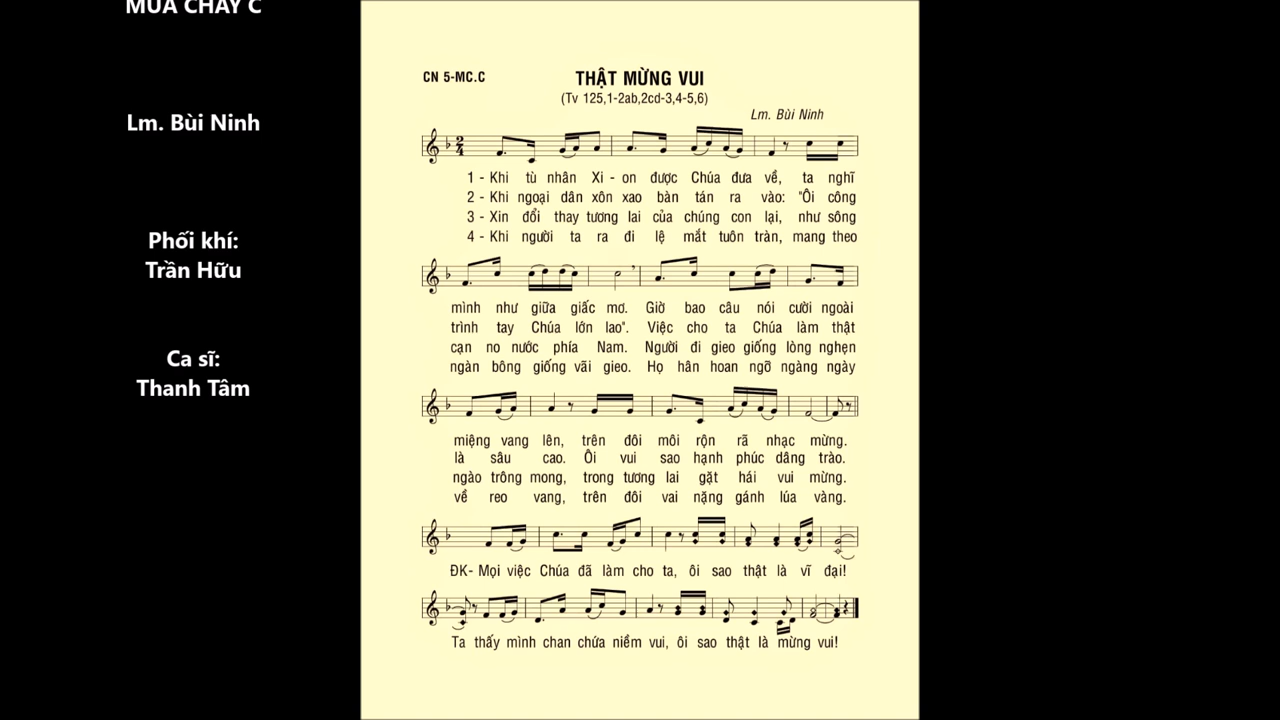 MÙA CHAY C
Lm. Bùi Ninh
Phối khí:
Trần Hữu
Ca sĩ:
Thanh Tâm
CN 5-MC.C
THẬT MỪNG VUI
(Tv 125,1-2ab,2cd-3,4-5,6)
Lm. Bùi Ninh
1 - Khi tù nhân Xi - on được Chúa đưa về, ta nghĩ
2 - Khi ngoại dân xôn xao bàn tán ra vào: "Ôi công
3 - Xin đổi thay tương lai của chúng con lại, như sông
4 - Khi người ta ra đi lệ mắt tuôn tràn, mang theo
mình như giữa giấc mơ. Giờ bao câu nói cười ngoài
trình tay Chúa lớn lao". Việc cho ta Chúa làm thật
cạn no nước phía Nam. Người đi gieo giống lòng nghẹn
ngàn bông giống vãi gieo. Họ hân hoan ngỡ ngàng ngày
miệng vang lên, trên đôi môi rộn rã nhạc mừng.
là sâu cao. Ôi vui sao hạnh phúc dâng trào.
ngào trông mong, trong tương lai gặt hái vui mừng.
về reo vang, trên đôi vai nặng gánh lúa vàng.
ĐK- Mọi việc Chúa đã làm cho ta, ôi sao thật là vĩ đại!
Ta thấy mình chan chứa niềm vui, ôi sao thật là mừng vui!